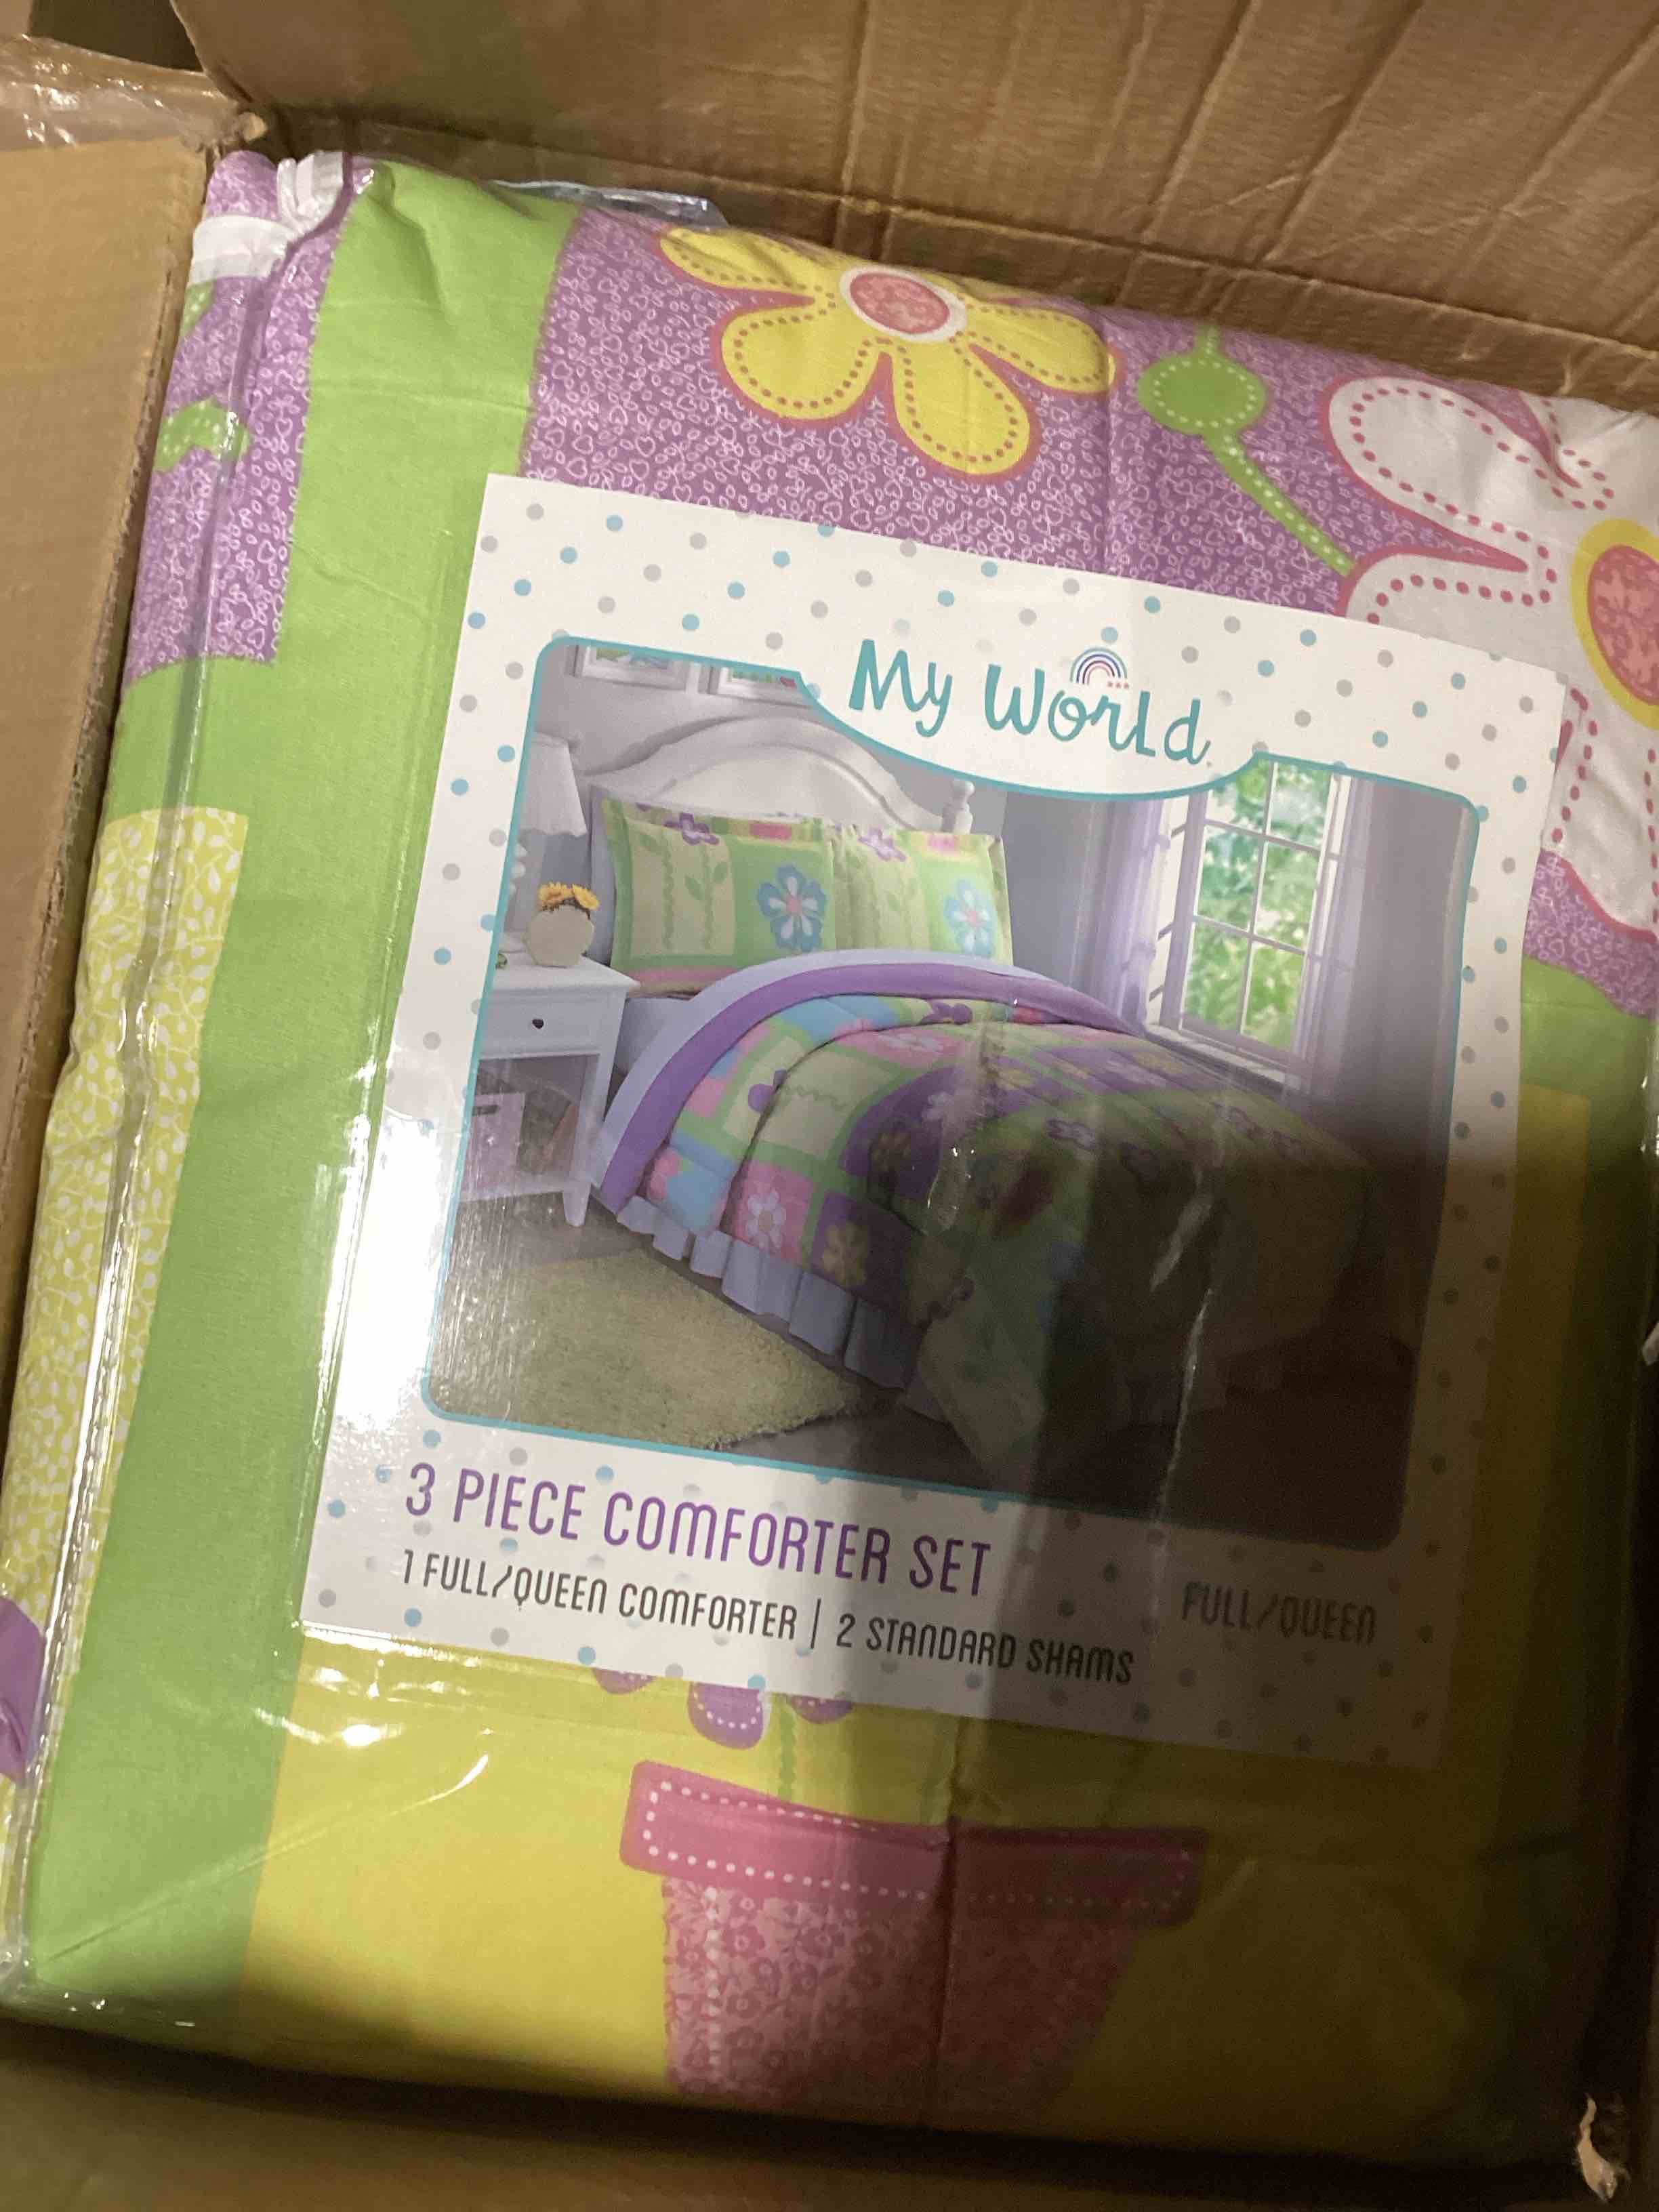 My World
3 PIECE COMFORTER SET
1 FULL/QUEEN COMFORTER | 2 STANDARD SHAMS
FULL/QUEEN